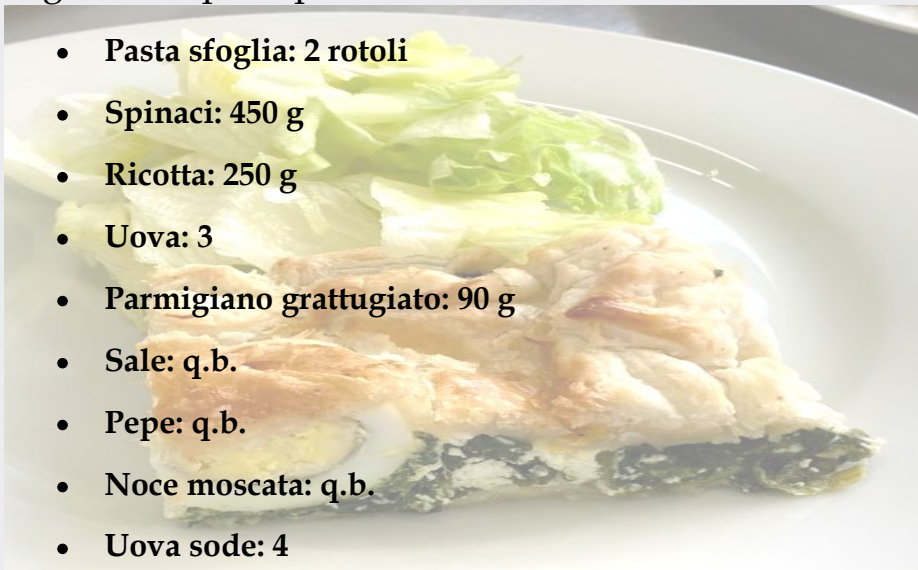 • Pasta sfoglia: 2 rotoli
• Spinaci: 450 g
• Ricotta: 250 g
• Uova: 3
• Parmigiano grattugiato: 90 g
• Sale: q.b.
• Pepe: q.b.
• Noce moscata: q.b.
• Uova sode: 4